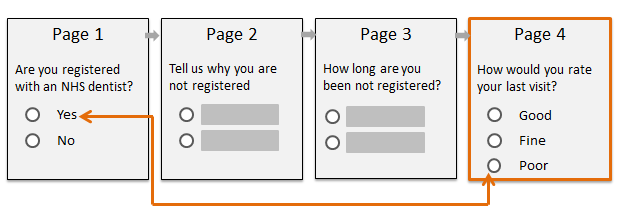 Page 1
Are you registered
with an NHS dentist?
Yes
No
Page 2
Tell us why you are
not registered
Page 3
How long are you
been not registered?
Page 4
How would you rate
your last visit?
Good
Fine
Poor